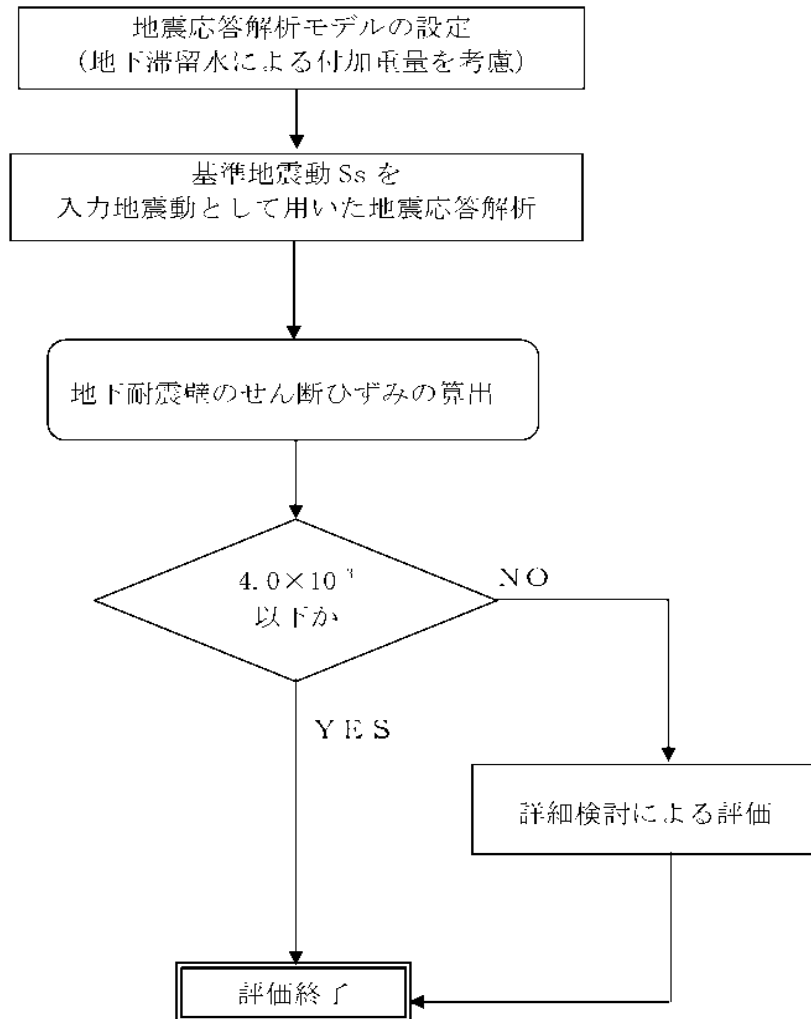 地震応答解析モデルの設定
（地下滞留水による付加重量を考慮）
基準地震動 Ss を
入力地震動として用いた地震応答解析
地下耐震壁のせん断ひずみの算出
4.0×10⁻³
以下か
NO
YES
詳細検討による評価
評価終了